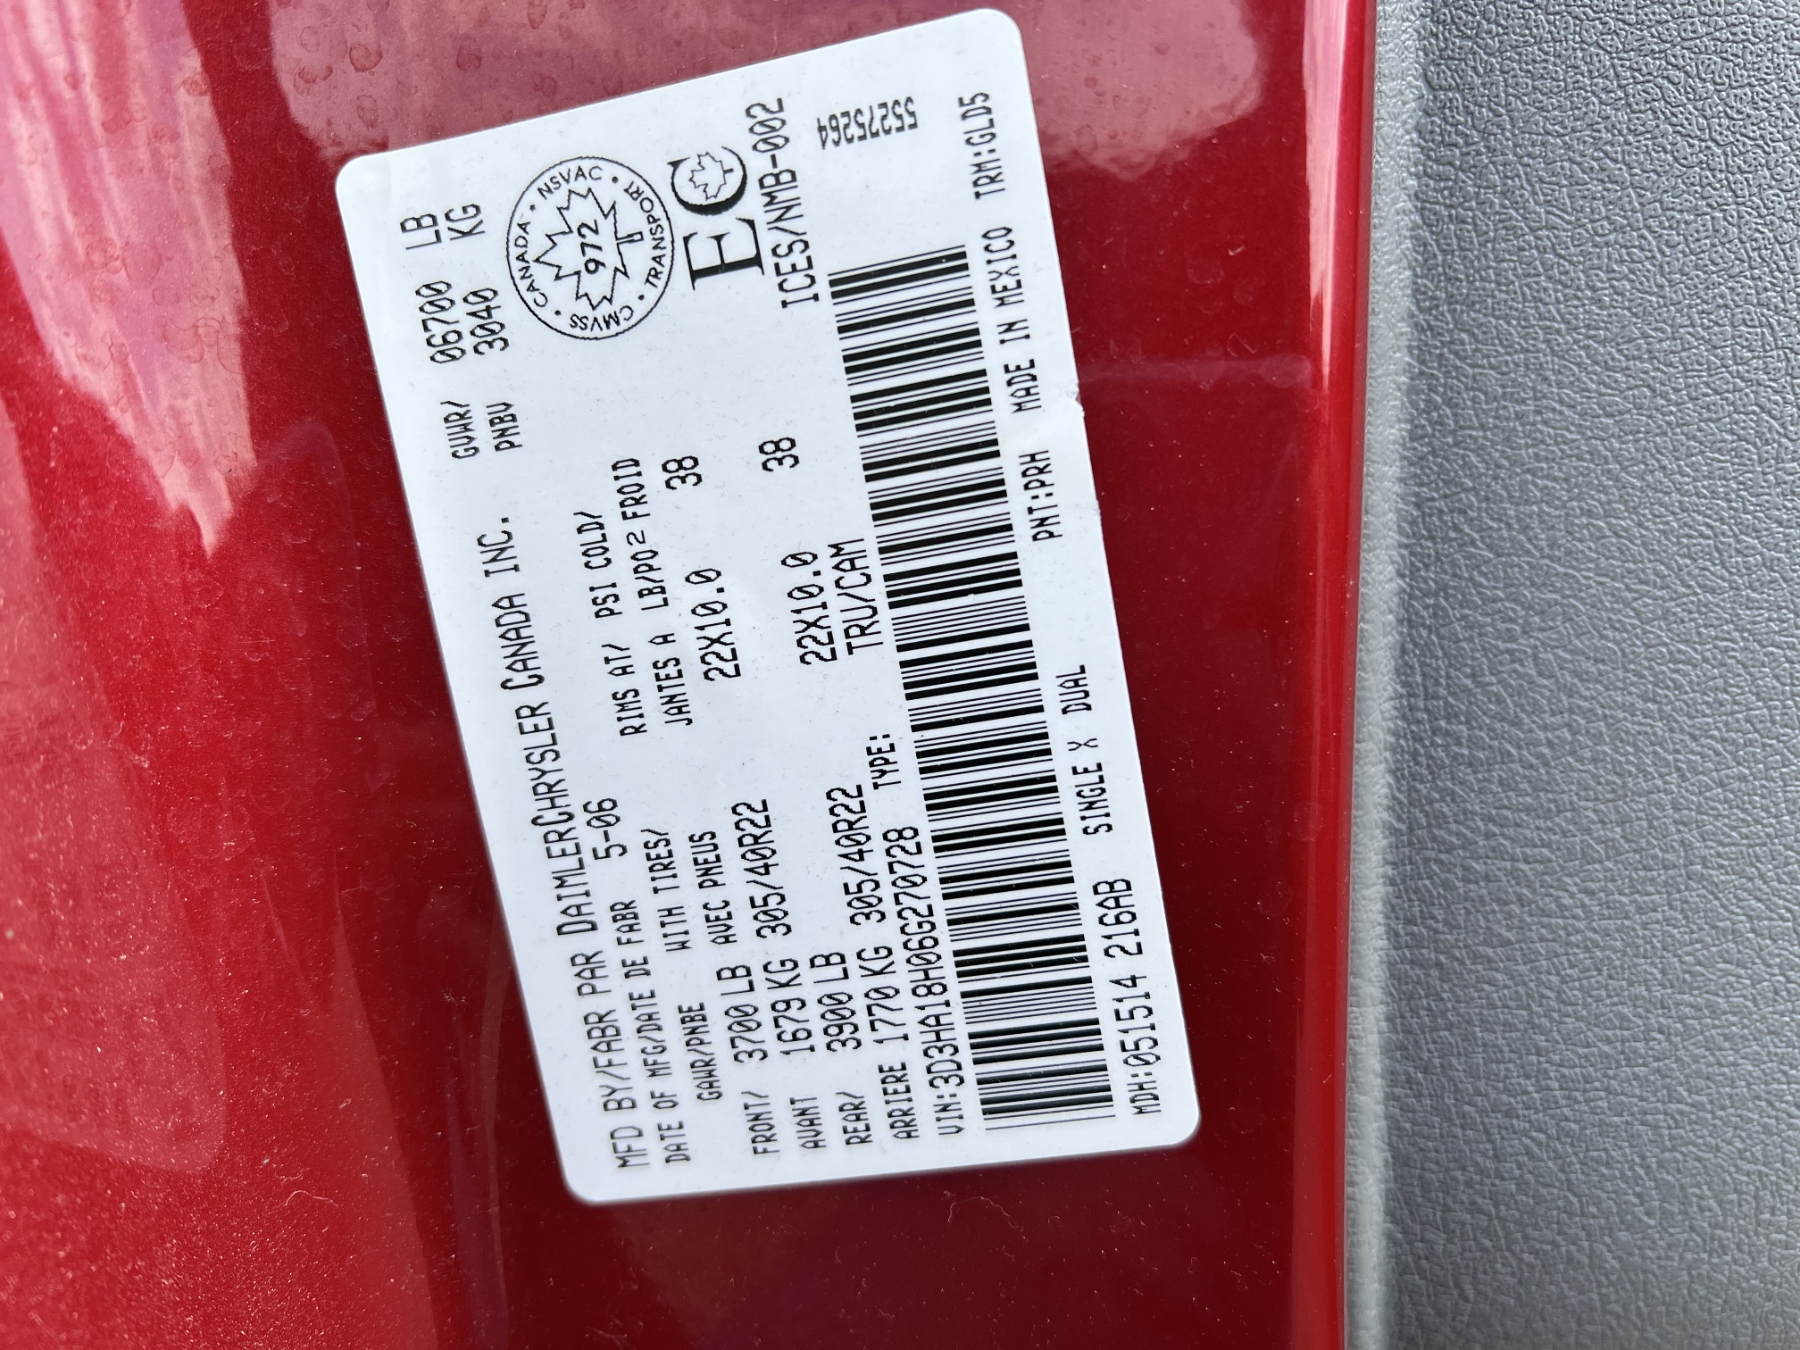 MFD BY/FABR PAR DAIMLERCHRYSLER CANADA INC.
GVWR/ 06700 LB
PNBV 3040 KG
DATE OF MFG/DATE DE FABR 5-06
GAWR/PNBE WITH TIRES/ RIMS AT/ PSI COLD/
AVEC PNEUS JANTES A LB/PO² FROID
FRONT/ 3700 LB 305/40R22 22X10.0 38
AVANT 1679 KG
REAR/ 3900 LB 305/40R22 22X10.0 38
ARRIERE 1770 KG
CANADA • NSVAC • TRANSPORT • CMVSS •
972
EC
ICES/NMB-002
VIN:3D3HA18H06G270728 TYPE: TRU/CAM
55275264
MDH:051514 216AB SINGLE X DUAL PNT:PRH MADE IN MEXICO TRM:GLD5